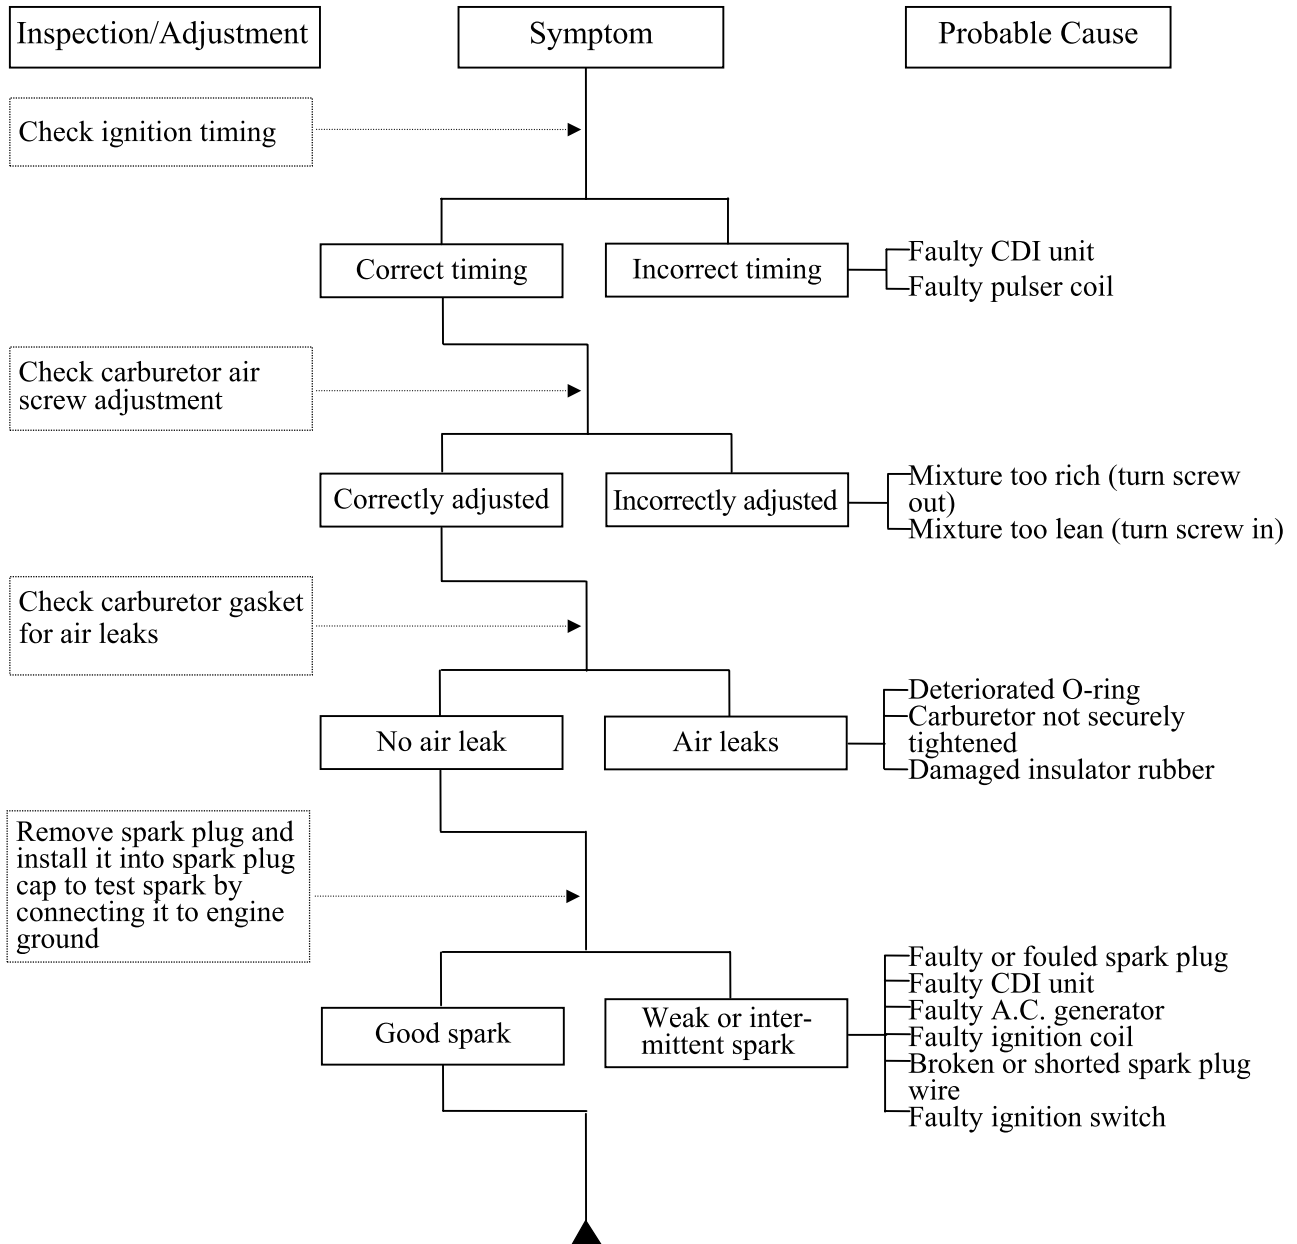 Inspection/Adjustment
Symptom
Probable Cause
Check ignition timing
Correct timing
Incorrect timing
Faulty CDI unit
Faulty pulser coil
Check carburetor air
screw adjustment
Correctly adjusted
Incorrectly adjusted
Mixture too rich (turn screw
out)
Mixture too lean (turn screw in)
Check carburetor gasket
for air leaks
No air leak
Air leaks
Deteriorated O-ring
Carburetor not securely
tightened
Damaged insulator rubber
Remove spark plug and
install it into spark plug
cap to test spark by
connecting it to engine
ground
Good spark
Weak or inter-
mittent spark
Faulty or fouled spark plug
Faulty CDI unit
Faulty A.C. generator
Faulty ignition coil
Broken or shorted spark plug
wire
Faulty ignition switch